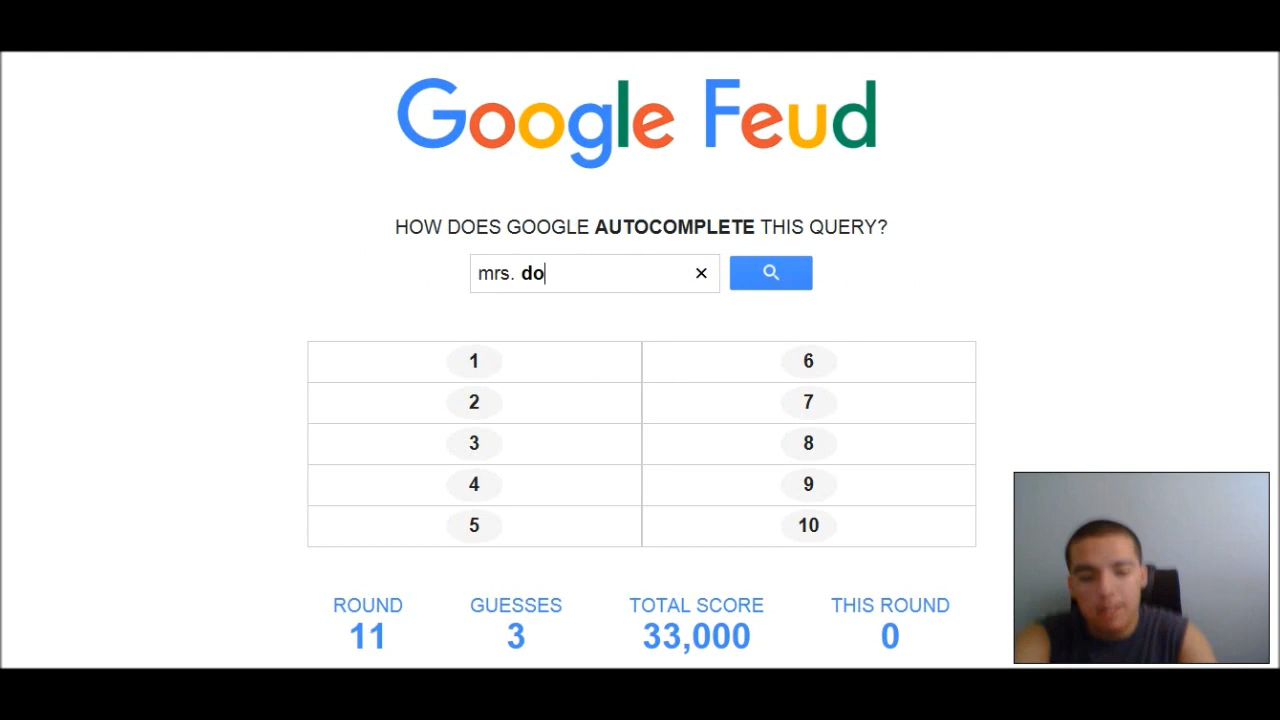 Google Feud
HOW DOES GOOGLE AUTOCOMPLETE THIS QUERY?
mrs. do ×
1 6
2 7
3 8
4 9
5 10
ROUND GUESSES TOTAL SCORE THIS ROUND
11 3 33,000 0